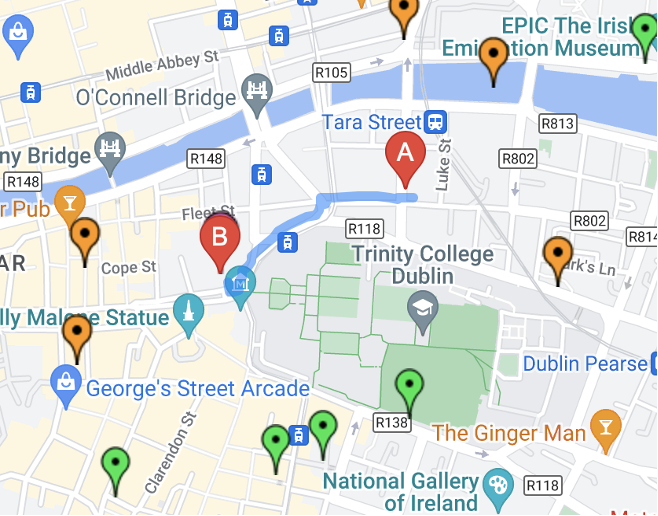 EPIC The Iris
Emigration Museum
Middle Abbey St
R105
O'Connell Bridge
Tara Street
R813
A
ny Bridge
R148
Luke St
R802
R148
r Pub
Fleet St
R118
R802
R814
B
AR
Cope St
Trinity College
Dublin
ark's Ln
M
lly Malone Statue
Dublin Pearse
George's Street Arcade
R138
Clarendon St
The Ginger Man
National Gallery
of Ireland
R118